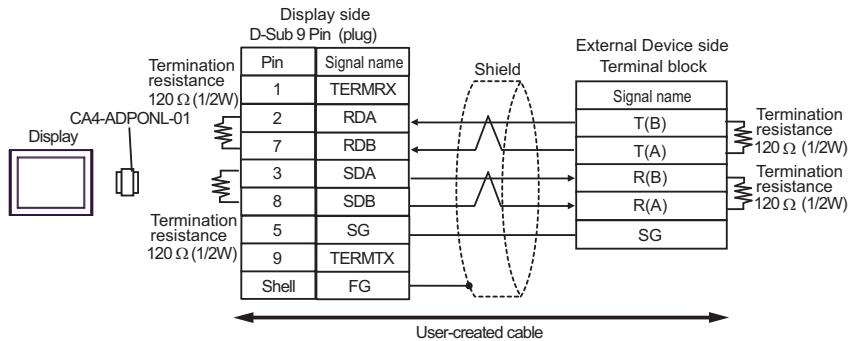 Display side
D-Sub 9 Pin (plug)
External Device side
Terminal block
Termination
resistance
120 Ω (1/2W)
CA4-ADPONL-01
Display
Termination
resistance
120 Ω (1/2W)
Pin Signal name
1 TERMRX
2 RDA
7 RDB
3 SDA
8 SDB
5 SG
9 TERMTX
Shell FG
Shield
Signal name
T(B)
T(A)
R(B)
R(A)
SG
Termination
resistance
120 Ω (1/2W)
Termination
resistance
120 Ω (1/2W)
User-created cable